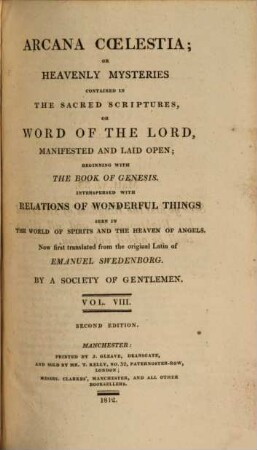 ARCANA CŒLESTIA;
OR
HEAVENLY MYSTERIES
CONTAINED IN
THE SACRED SCRIPTURES,
OR
WORD OF THE LORD,
MANIFESTED AND LAID OPEN;
BEGINNING WITH
THE BOOK OF GENESIS.
INTERSPERSED WITH
RELATIONS OF WONDERFUL THINGS
SEEN IN
THE WORLD OF SPIRITS AND THE HEAVEN OF ANGELS.
Now first translated from the original Latin of
EMANUEL SWEDENBORG.
BY A SOCIETY OF GENTLEMEN.
VOL. VIII.
SECOND EDITION.
MANCHESTER:
PRINTED BY J. GLEAVE, DEANSGATE,
AND SOLD BY MR. T. KELLY, NO. 52, PATERNOSTER-ROW,
LONDON;
MESSRS. CLARKES', MANCHESTER, AND ALL OTHER
BOOKSELLERS.
1812.